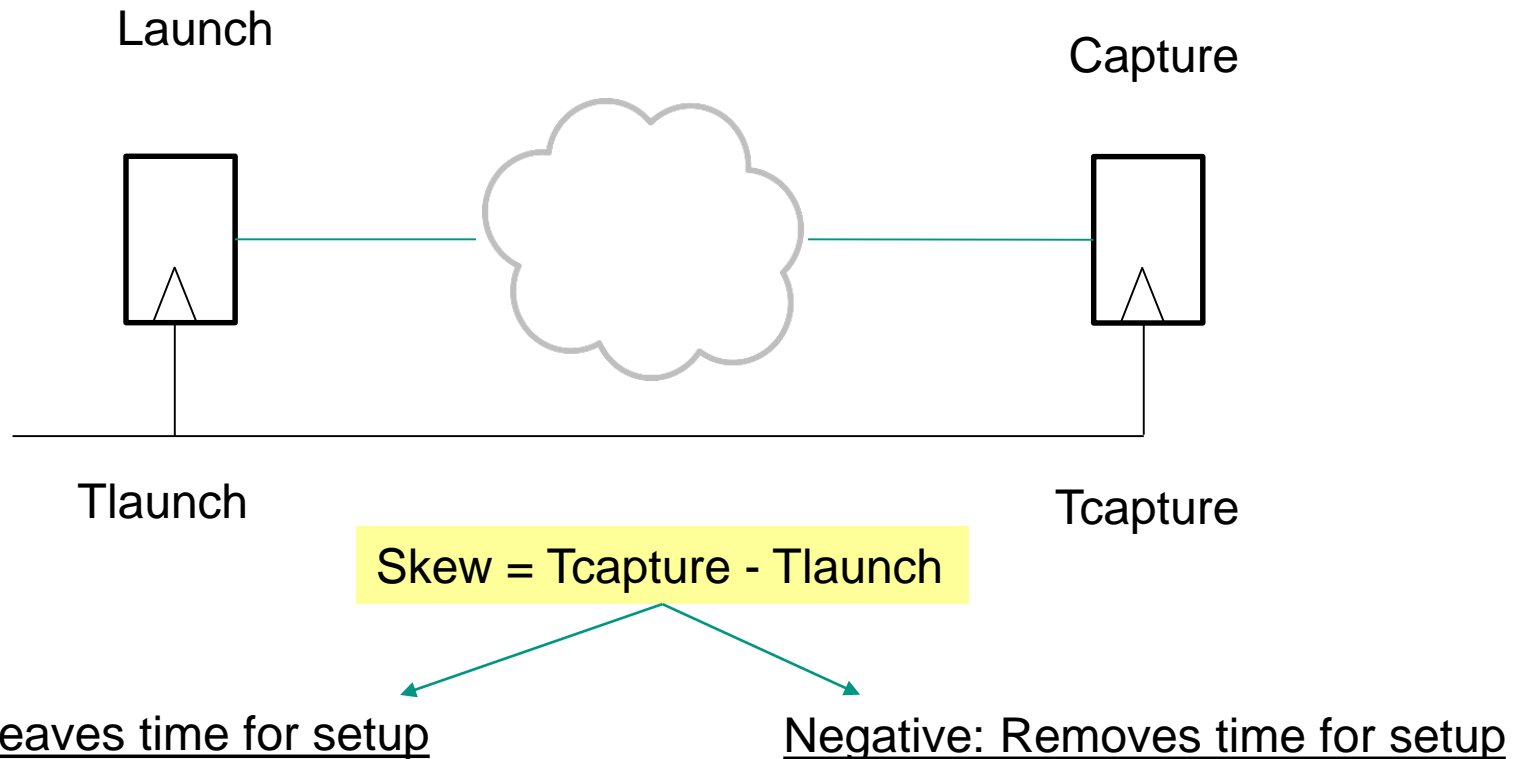 Launch
Capture
Tlaunch
Tcapture
Skew = Tcapture - Tlaunch
eaves time for setup
Negative: Removes time for setup